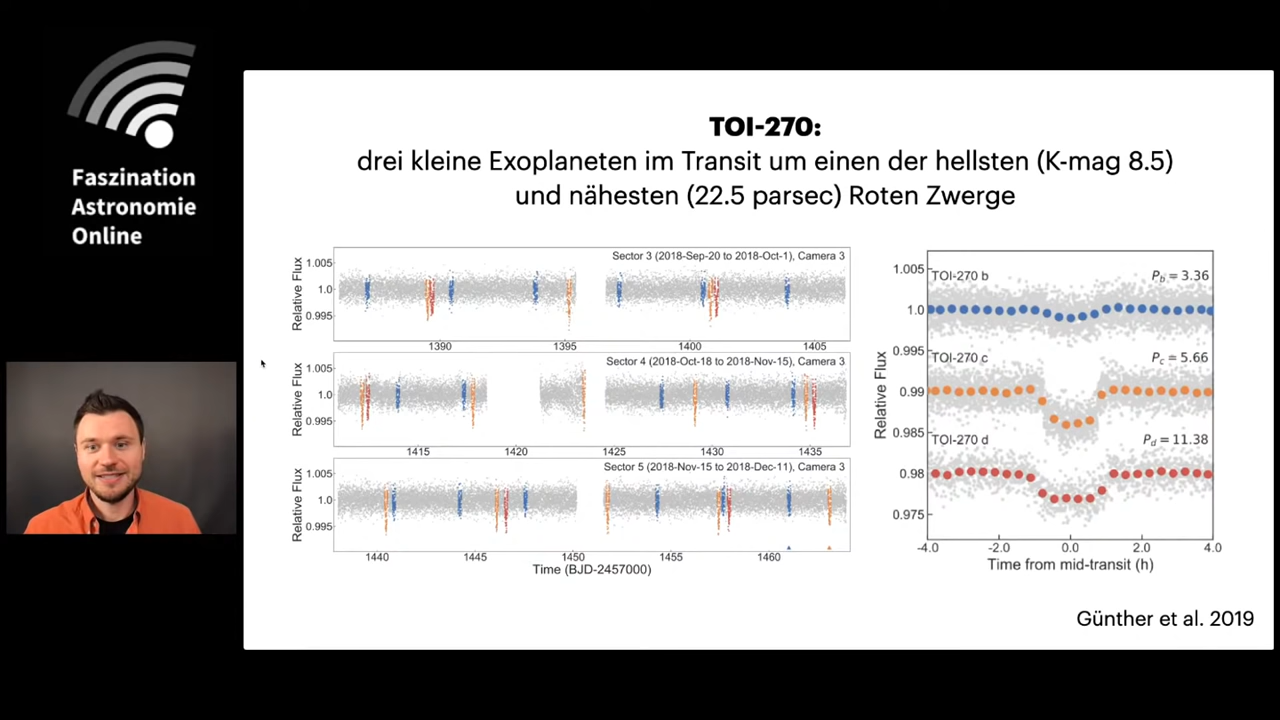 Faszination
Astronomie
Online
TOI-270:
drei kleine Exoplaneten im Transit um einen der hellsten (K-mag 8.5)
und nähesten (22.5 parsec) Roten Zwerge
Sector 3 (2018-Sep-20 to 2018-Oct-1), Camera 3
Relative Flux
1.005
1.0
0.995
1390 1395 1400 1405
Sector 4 (2018-Oct-18 to 2018-Nov-15), Camera 3
Relative Flux
1.005
1.0
0.995
1415 1420 1425 1430 1435
Sector 5 (2018-Nov-15 to 2018-Dec-11), Camera 3
Relative Flux
1.005
1.0
0.995
1440 1445 1450 1455 1460
Time (BJD-2457000)
Relative Flux
1.005
1.0
0.995
0.99
0.985
0.98
0.975
TOI-270 b P_b = 3.36
TOI-270 c P_c = 5.66
TOI-270 d P_d = 11.38
-4.0 -2.0 0.0 2.0 4.0
Time from mid-transit (h)
Günther et al. 2019